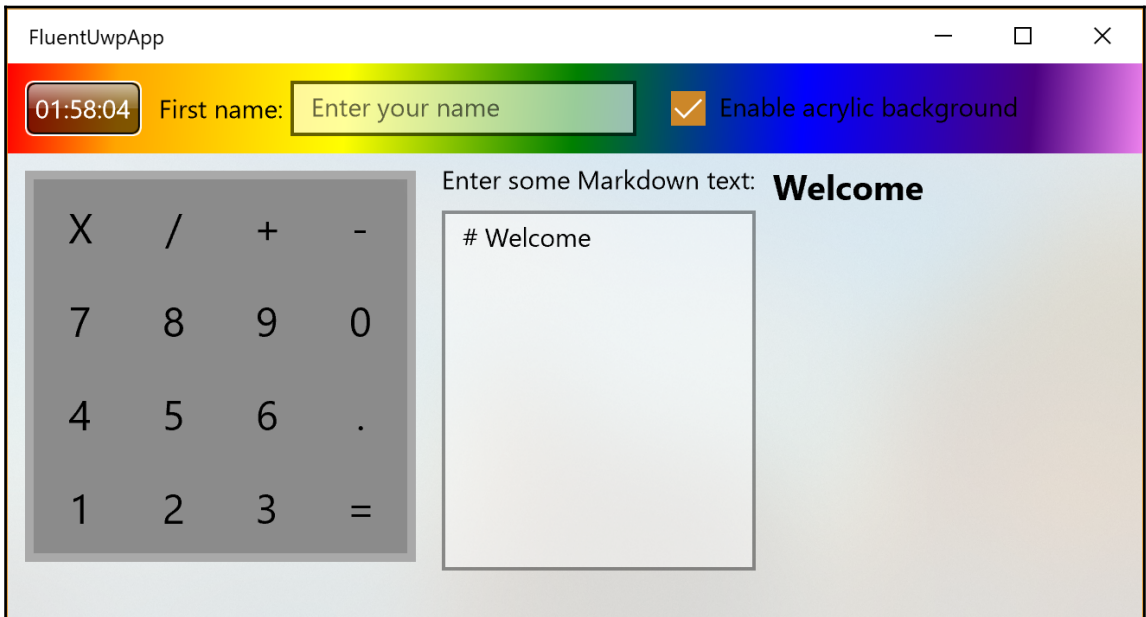 FluentUwpApp
01:58:04 First name: Enter your name Enable acrylic background
Enter some Markdown text: Welcome
X / + -
# Welcome
7 8 9 0
4 5 6 .
1 2 3 =